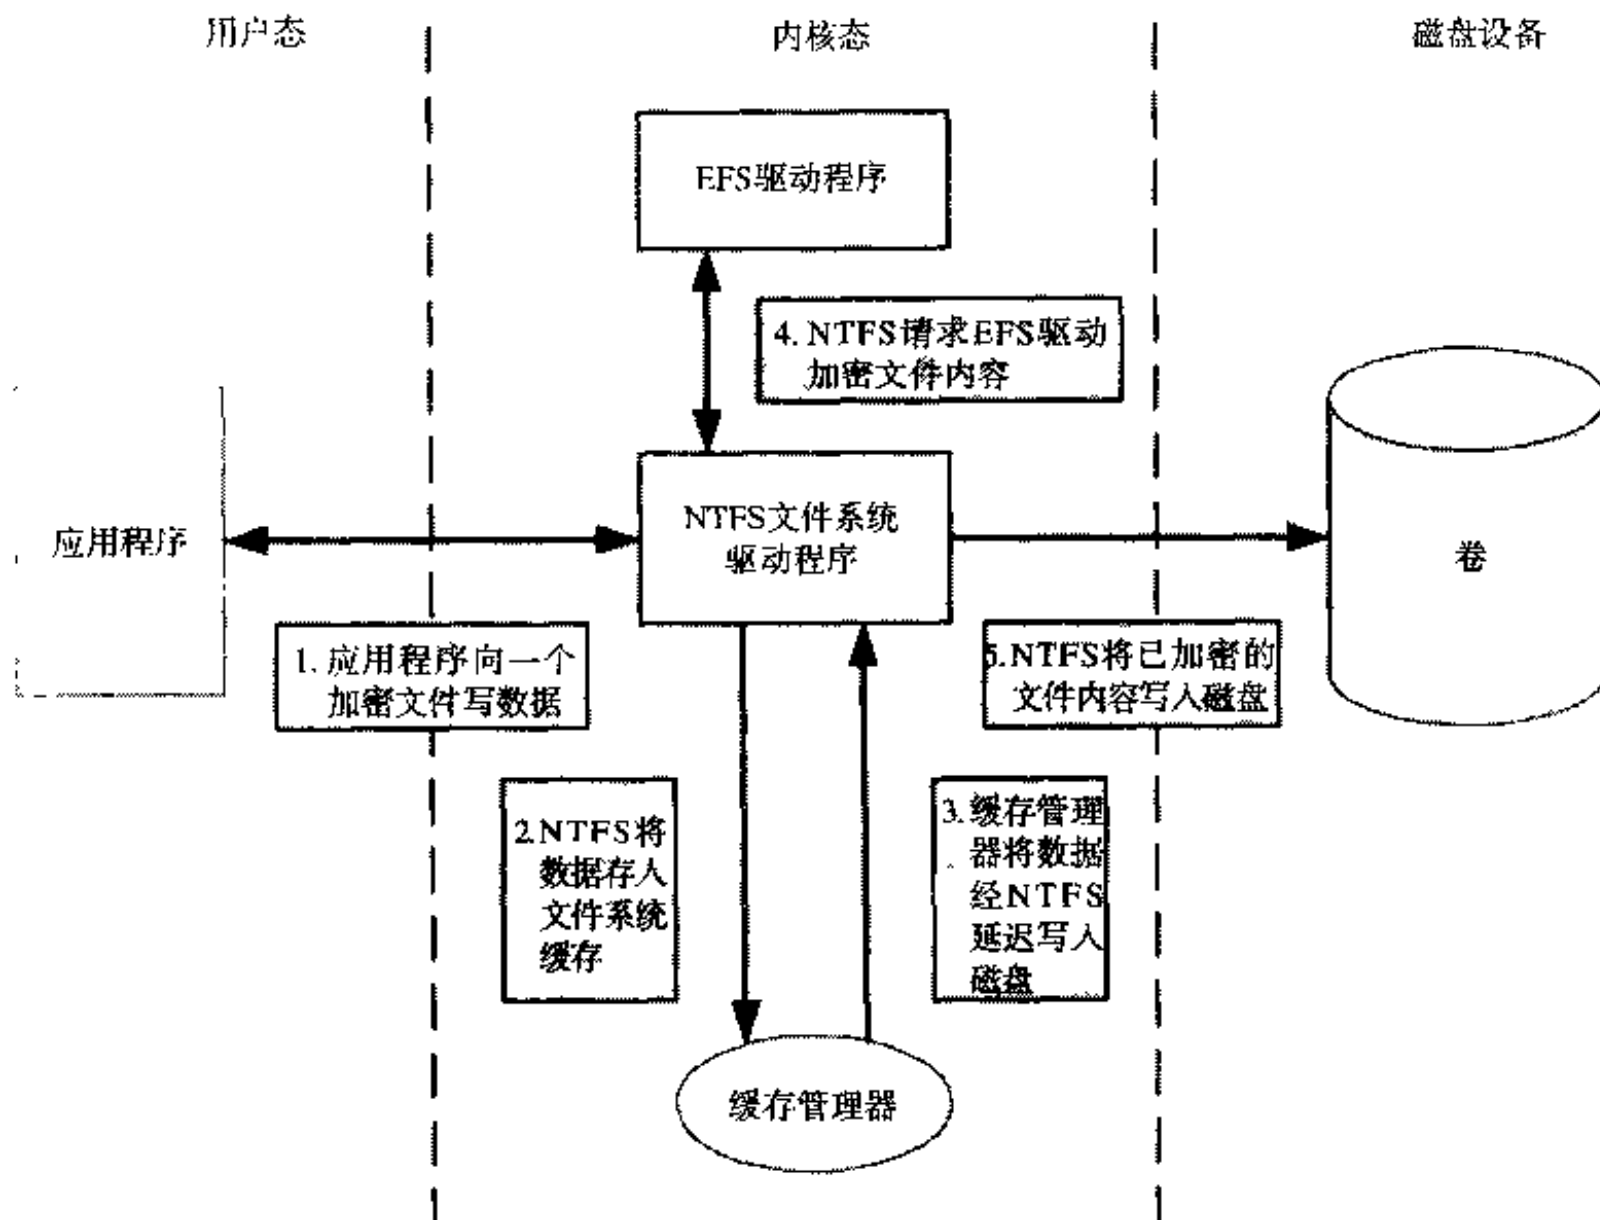 用户态
内核态
磁盘设备
EFS驱动程序
4. NTFS请求EFS驱动
加密文件内容
应用程序
NTFS文件系统
驱动程序
卷
1. 应用程序向一个
加密文件写数据
5.NTFS将已加密的
文件内容写入磁盘
2.NTFS将
数据存人
文件系统
缓存
3.缓存管理
器将数据
经NTFS
延迟写入
磁盘
缓存管理器